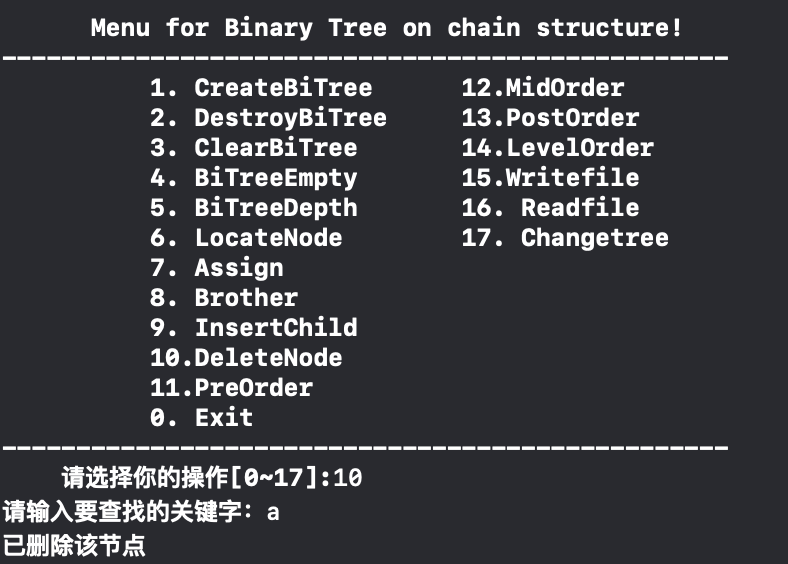 Menu for Binary Tree on chain structure!
-------------------------------------------------
1. CreateBiTree 12.MidOrder
2. DestroyBiTree 13.PostOrder
3. ClearBiTree 14.LevelOrder
4. BiTreeEmpty 15.Writefile
5. BiTreeDepth 16. Readfile
6. LocateNode 17. Changetree
7. Assign
8. Brother
9. InsertChild
10.DeleteNode
11.PreOrder
0. Exit
-------------------------------------------------
请选择你的操作[0~17]:10
请输入要查找的关键字：a
已删除该节点